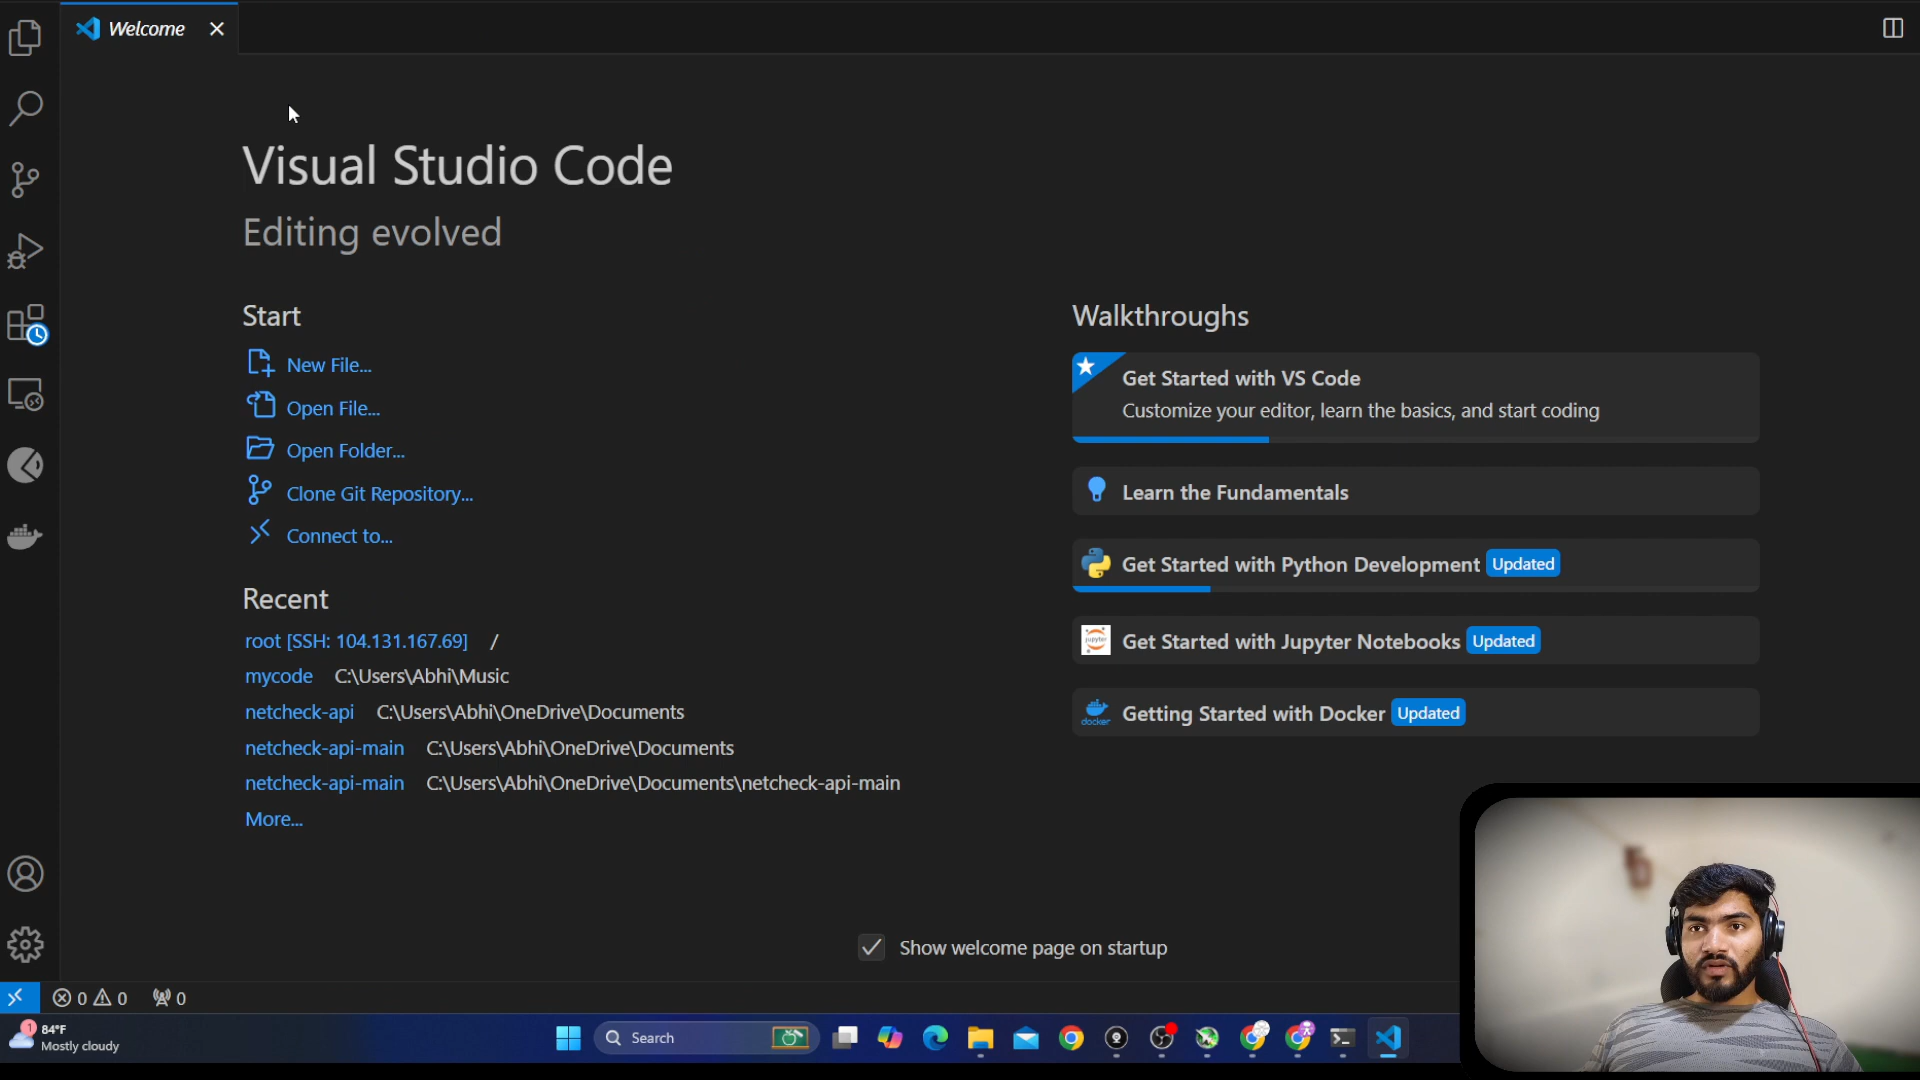 Welcome
Visual Studio Code
Editing evolved
Start
New File...
Open File...
Open Folder...
Clone Git Repository...
Connect to...
Recent
root [SSH: 104.131.167.69] /
mycode C:\Users\Abhi\Music
netcheck-api C:\Users\Abhi\OneDrive\Documents
netcheck-api-main C:\Users\Abhi\OneDrive\Documents
netcheck-api-main C:\Users\Abhi\OneDrive\Documents\netcheck-api-main
More...
Walkthroughs
Get Started with VS Code
Customize your editor, learn the basics, and start coding
Learn the Fundamentals
Get Started with Python Development Updated
jupyter Get Started with Jupyter Notebooks Updated
docker Getting Started with Docker Updated
Show welcome page on startup
0 0 0
1 84°F
Mostly cloudy
Search